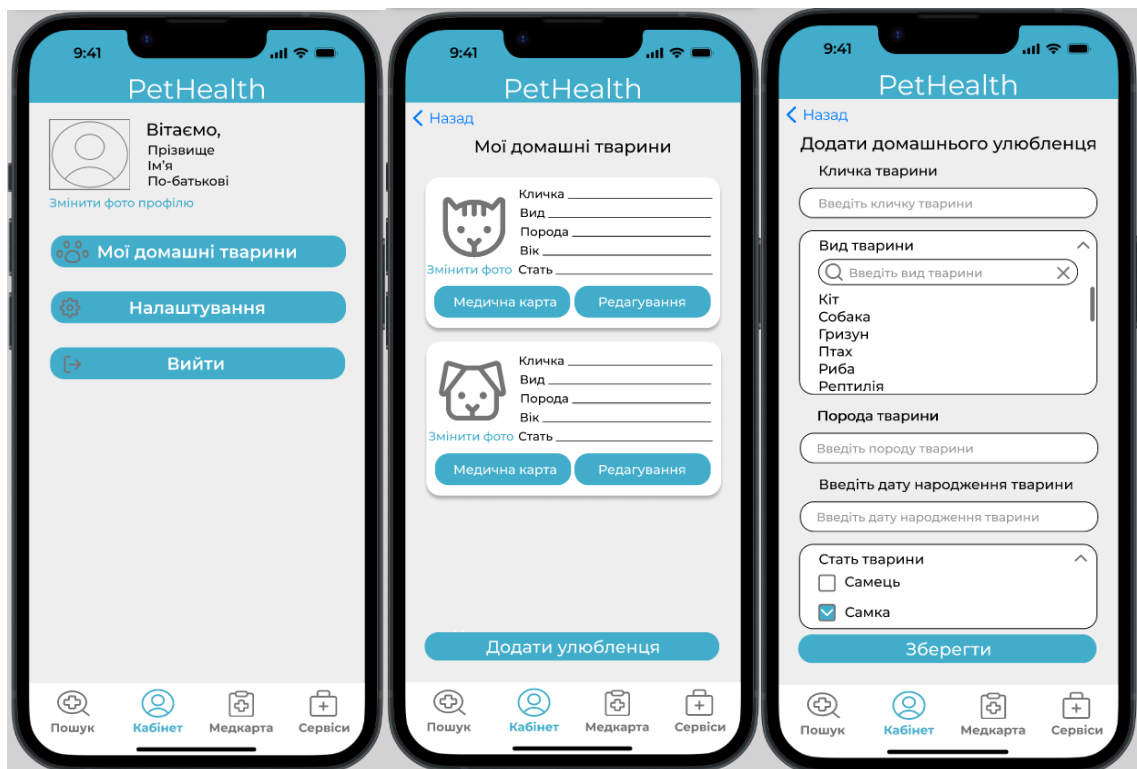 9:41
PetHealth
Вітаємо,
Прізвище
Ім'я
По-батькові
Змінити фото профілю
Мої домашні тварини
Налаштування
Вийти
Пошук
Кабінет
Медкарта
Сервіси
9:41
PetHealth
Назад
Мої домашні тварини
Кличка
Вид
Порода
Вік
Змінити фото Стать
Медична карта Редагування
Кличка
Вид
Порода
Вік
Змінити фото Стать
Медична карта Редагування
Додати улюбленця
Пошук
Кабінет
Медкарта
Сервіси
9:41
PetHealth
Назад
Додати домашнього улюбленця
Кличка тварини
Введіть кличку тварини
Вид тварини
Введіть вид тварини
Кіт
Собака
Гризун
Птах
Риба
Рептилія
Порода тварини
Введіть породу тварини
Введіть дату народження тварини
Введіть дату народження тварини
Стать тварини
Самець
Самка
Зберегти
Пошук
Кабінет
Медкарта
Сервіси